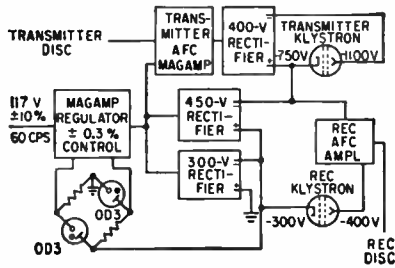 TRANS-
MITTER
AFC
MAGAMP
400-V
RECTI-
FIER
TRANSMITTER
KLYSTRON
TRANSMITTER
DISC
-750V
-1100V
117 V
±10%
60 CPS
MAGAMP
REGULATOR
± 0.3%
CONTROL
450-V
RECTI-
FIER
REC
AFC
AMPL
300-V
RECTI-
FIER
REC
KLYSTRON
OD3
-300V
-400V
OD3
REC
DISC